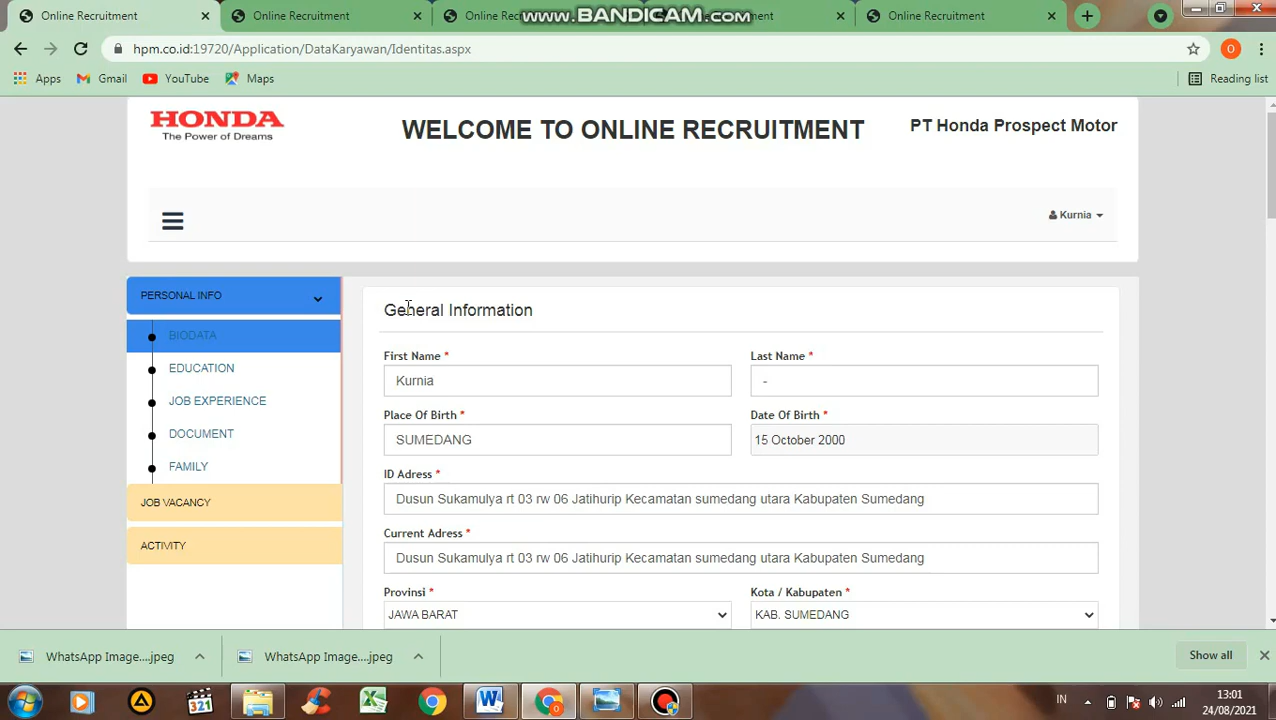 Online Recruitment
Online Recruitment
Online Rec
ment
Online Recruitment
www.BANDICAM.com
hpm.co.id:19720/Application/DataKaryawan/Identitas.aspx
O
Apps
Gmail
YouTube
Maps
Reading list
HONDA
The Power of Dreams
WELCOME TO ONLINE RECRUITMENT
PT Honda Prospect Motor
Kurnia
PERSONAL INFO
BIODATA
EDUCATION
JOB EXPERIENCE
DOCUMENT
FAMILY
JOB VACANCY
ACTIVITY
General Information
First Name *
Last Name *
Kurnia
-
Place Of Birth *
Date Of Birth *
SUMEDANG
15 October 2000
ID Adress *
Dusun Sukamulya rt 03 rw 06 Jatihurip Kecamatan sumedang utara Kabupaten Sumedang
Current Adress *
Dusun Sukamulya rt 03 rw 06 Jatihurip Kecamatan sumedang utara Kabupaten Sumedang
Provinsi *
Kota / Kabupaten *
JAWA BARAT
KAB. SUMEDANG
WhatsApp Image....jpeg
WhatsApp Image....jpeg
Show all
321
IN
13:01
24/08/2021